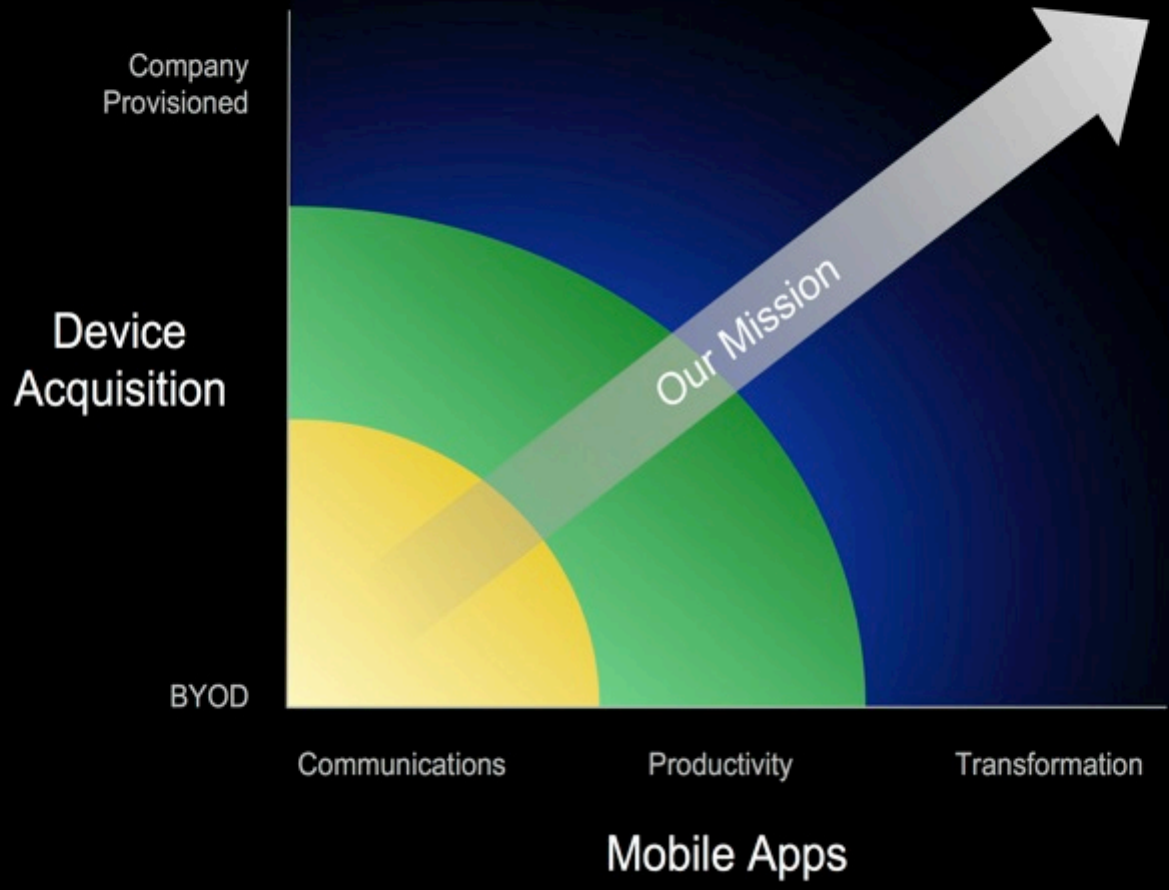 Company
Provisioned
Device
Acquisition
BYOD
Our Mission
Communications
Productivity
Transformation
Mobile Apps